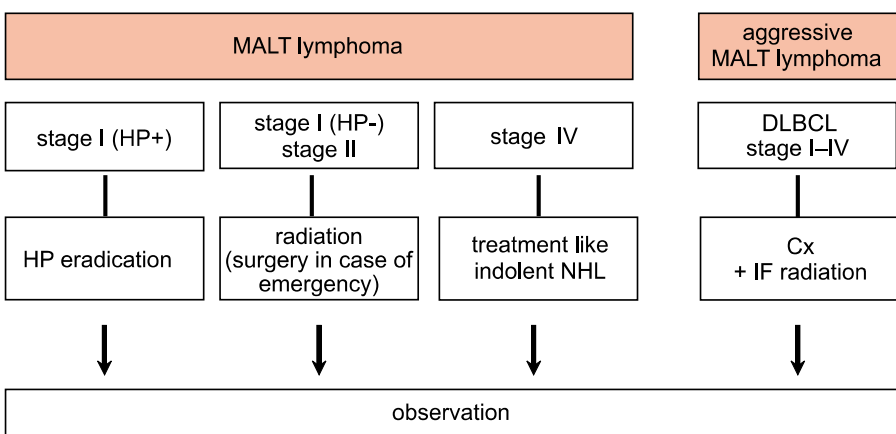 MALT lymphoma
aggressive
MALT lymphoma
stage I (HP+)
stage I (HP-)
stage II
stage IV
DLBCL
stage I–IV
HP eradication
radiation
(surgery in case of
emergency)
treatment like
indolent NHL
Cx
+ IF radiation
observation